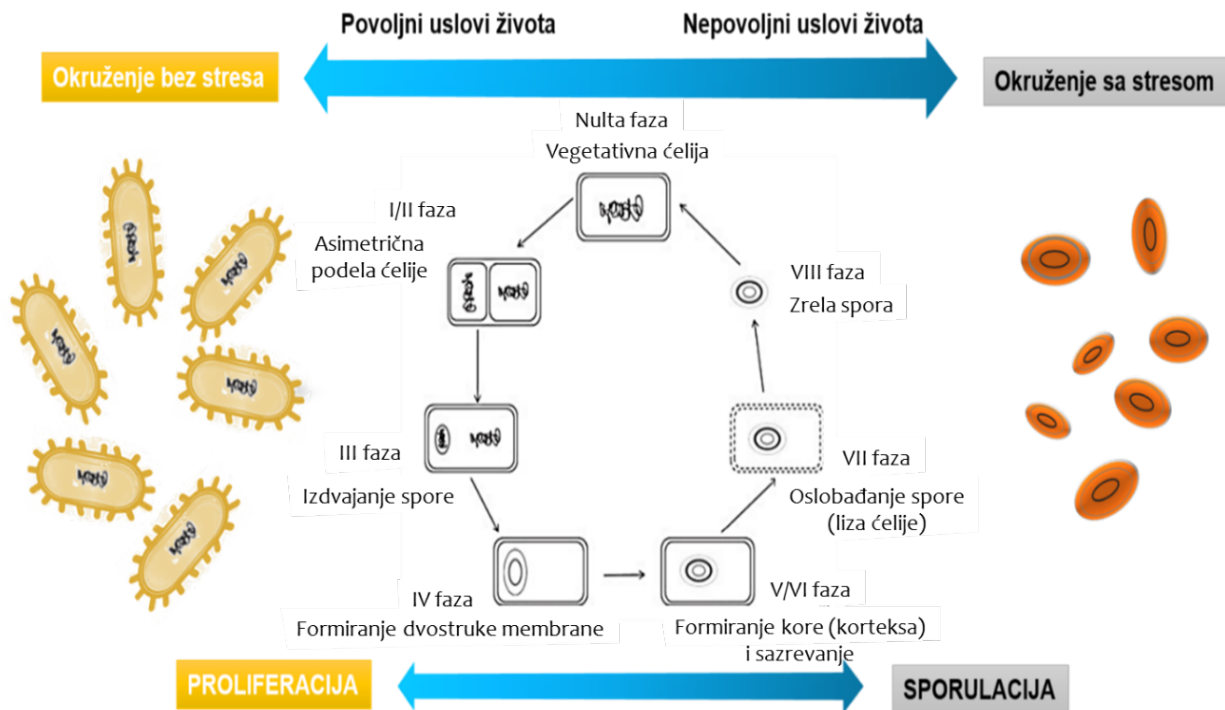 Povoljni uslovi života
Nepovoljni uslovi života
Okruženje bez stresa
Okruženje sa stresom
Nulta faza
Vegetativna ćelija
I/II faza
Asimetrična
podela ćelije
VIII faza
Zrela spora
III faza
Izdvajanje spore
VII faza
Oslobađanje spore
(liza ćelije)
IV faza
Formiranje dvostruke membrane
V/VI faza
Formiranje kore (korteksa)
i sazrevanje
PROLIFERACIJA
SPORULACIJA